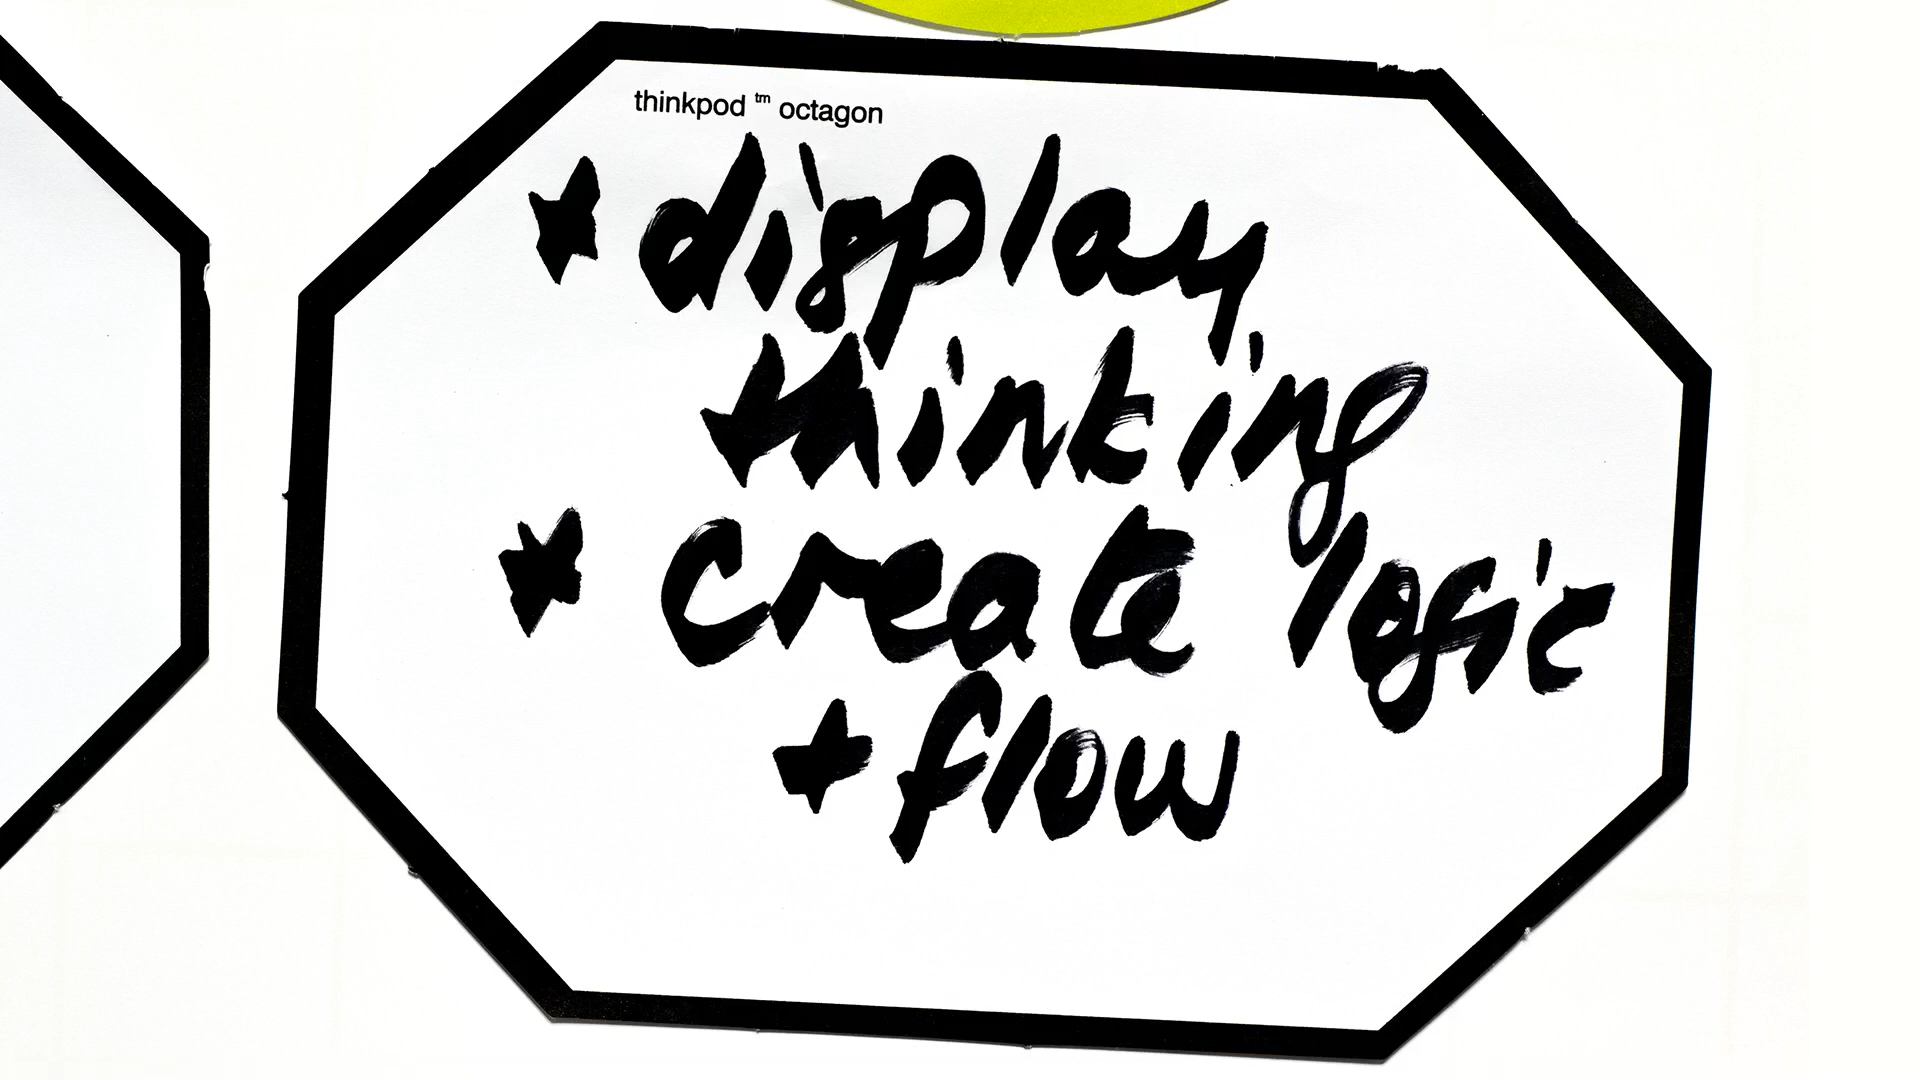 thinkpod ™ octagon
* display
thinking
* create logic
+ flow